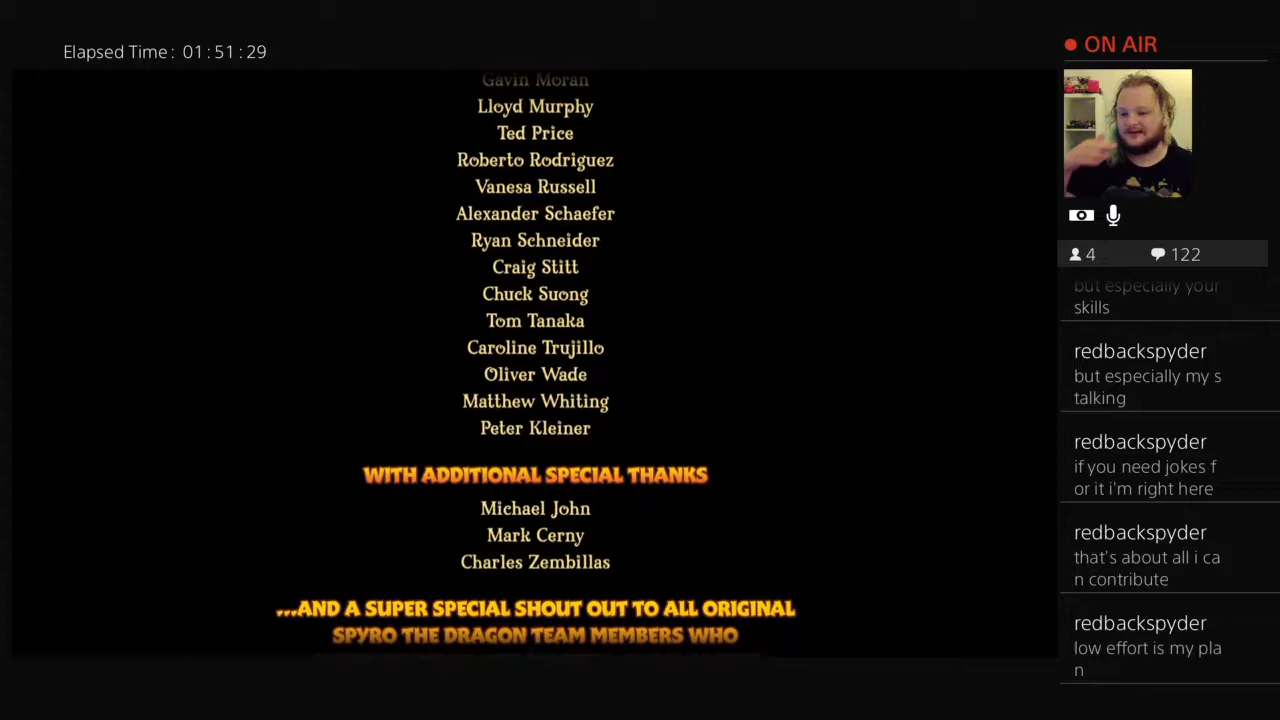 Elapsed Time: 01:51:29
ON AIR
Gavin Moran
Lloyd Murphy
Ted Price
Roberto Rodriguez
Vanesa Russell
Alexander Schaefer
Ryan Schneider
Craig Stitt
Chuck Suong
Tom Tanaka
Caroline Trujillo
Oliver Wade
Matthew Whiting
Peter Kleiner
WITH ADDITIONAL SPECIAL THANKS
Michael John
Mark Cerny
Charles Zembillas
...AND A SUPER SPECIAL SHOUT OUT TO ALL ORIGINAL
SPYRO THE DRAGON TEAM MEMBERS WHO
4 122
but especially your
skills
redbackspyder
but especially my s
talking
redbackspyder
if you need jokes f
or it i'm right here
redbackspyder
that's about all i ca
n contribute
redbackspyder
low effort is my pla
n